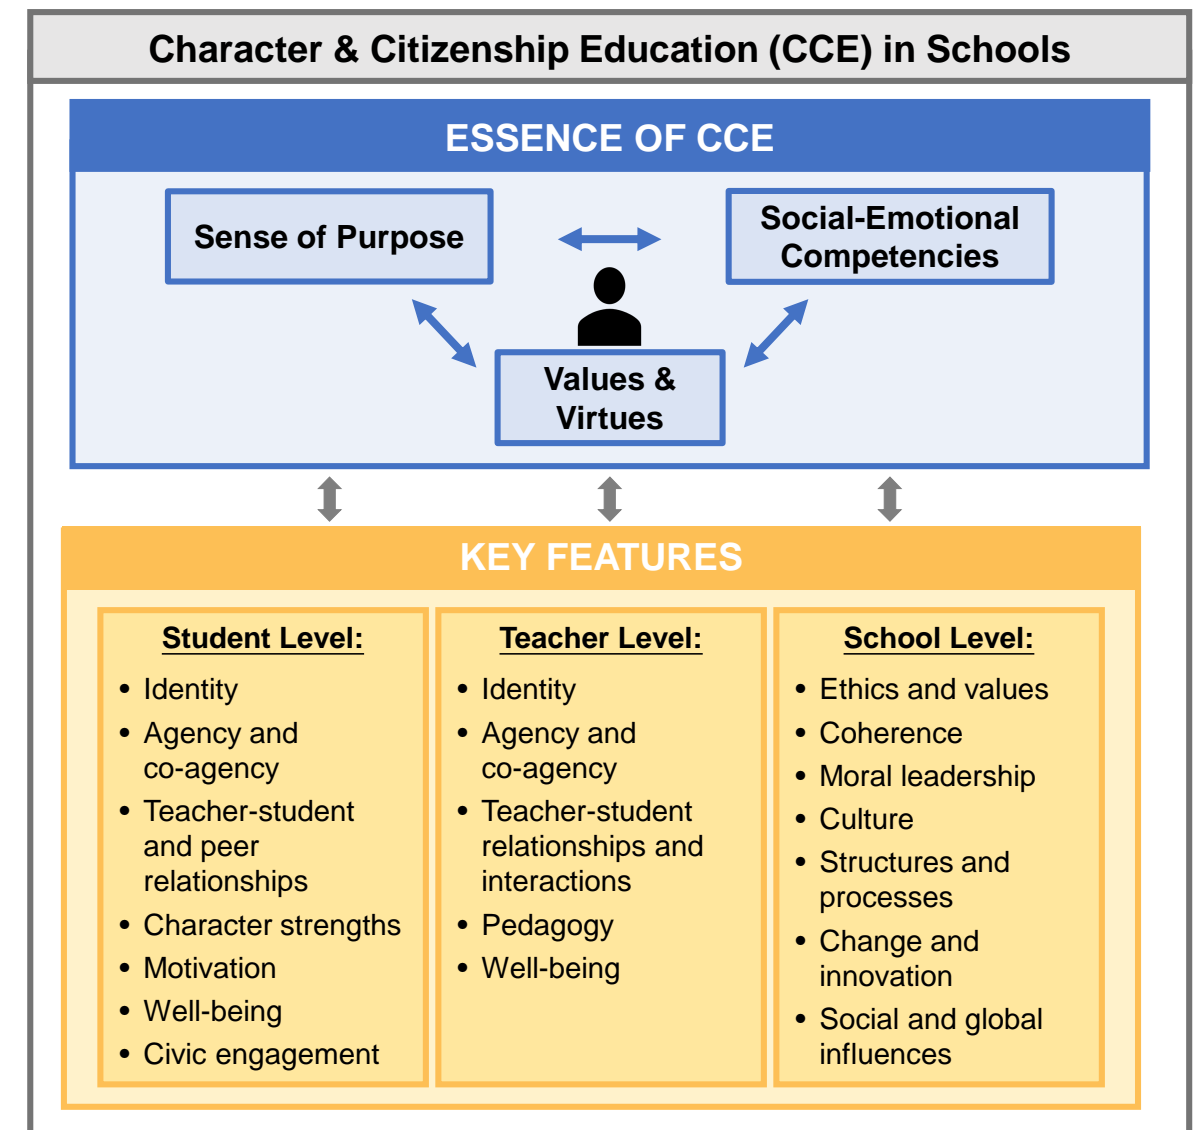 Character & Citizenship Education (CCE) in Schools
ESSENCE OF CCE
Sense of Purpose
Social-Emotional
Competencies
Values &
Virtues
KEY FEATURES
Student Level:
• Identity
• Agency and
co-agency
• Teacher-student
and peer
relationships
• Character strengths
• Motivation
• Well-being
• Civic engagement
Teacher Level:
• Identity
• Agency and
co-agency
• Teacher-student
relationships and
interactions
• Pedagogy
• Well-being
School Level:
• Ethics and values
• Coherence
• Moral leadership
• Culture
• Structures and
processes
• Change and
innovation
• Social and global
influences